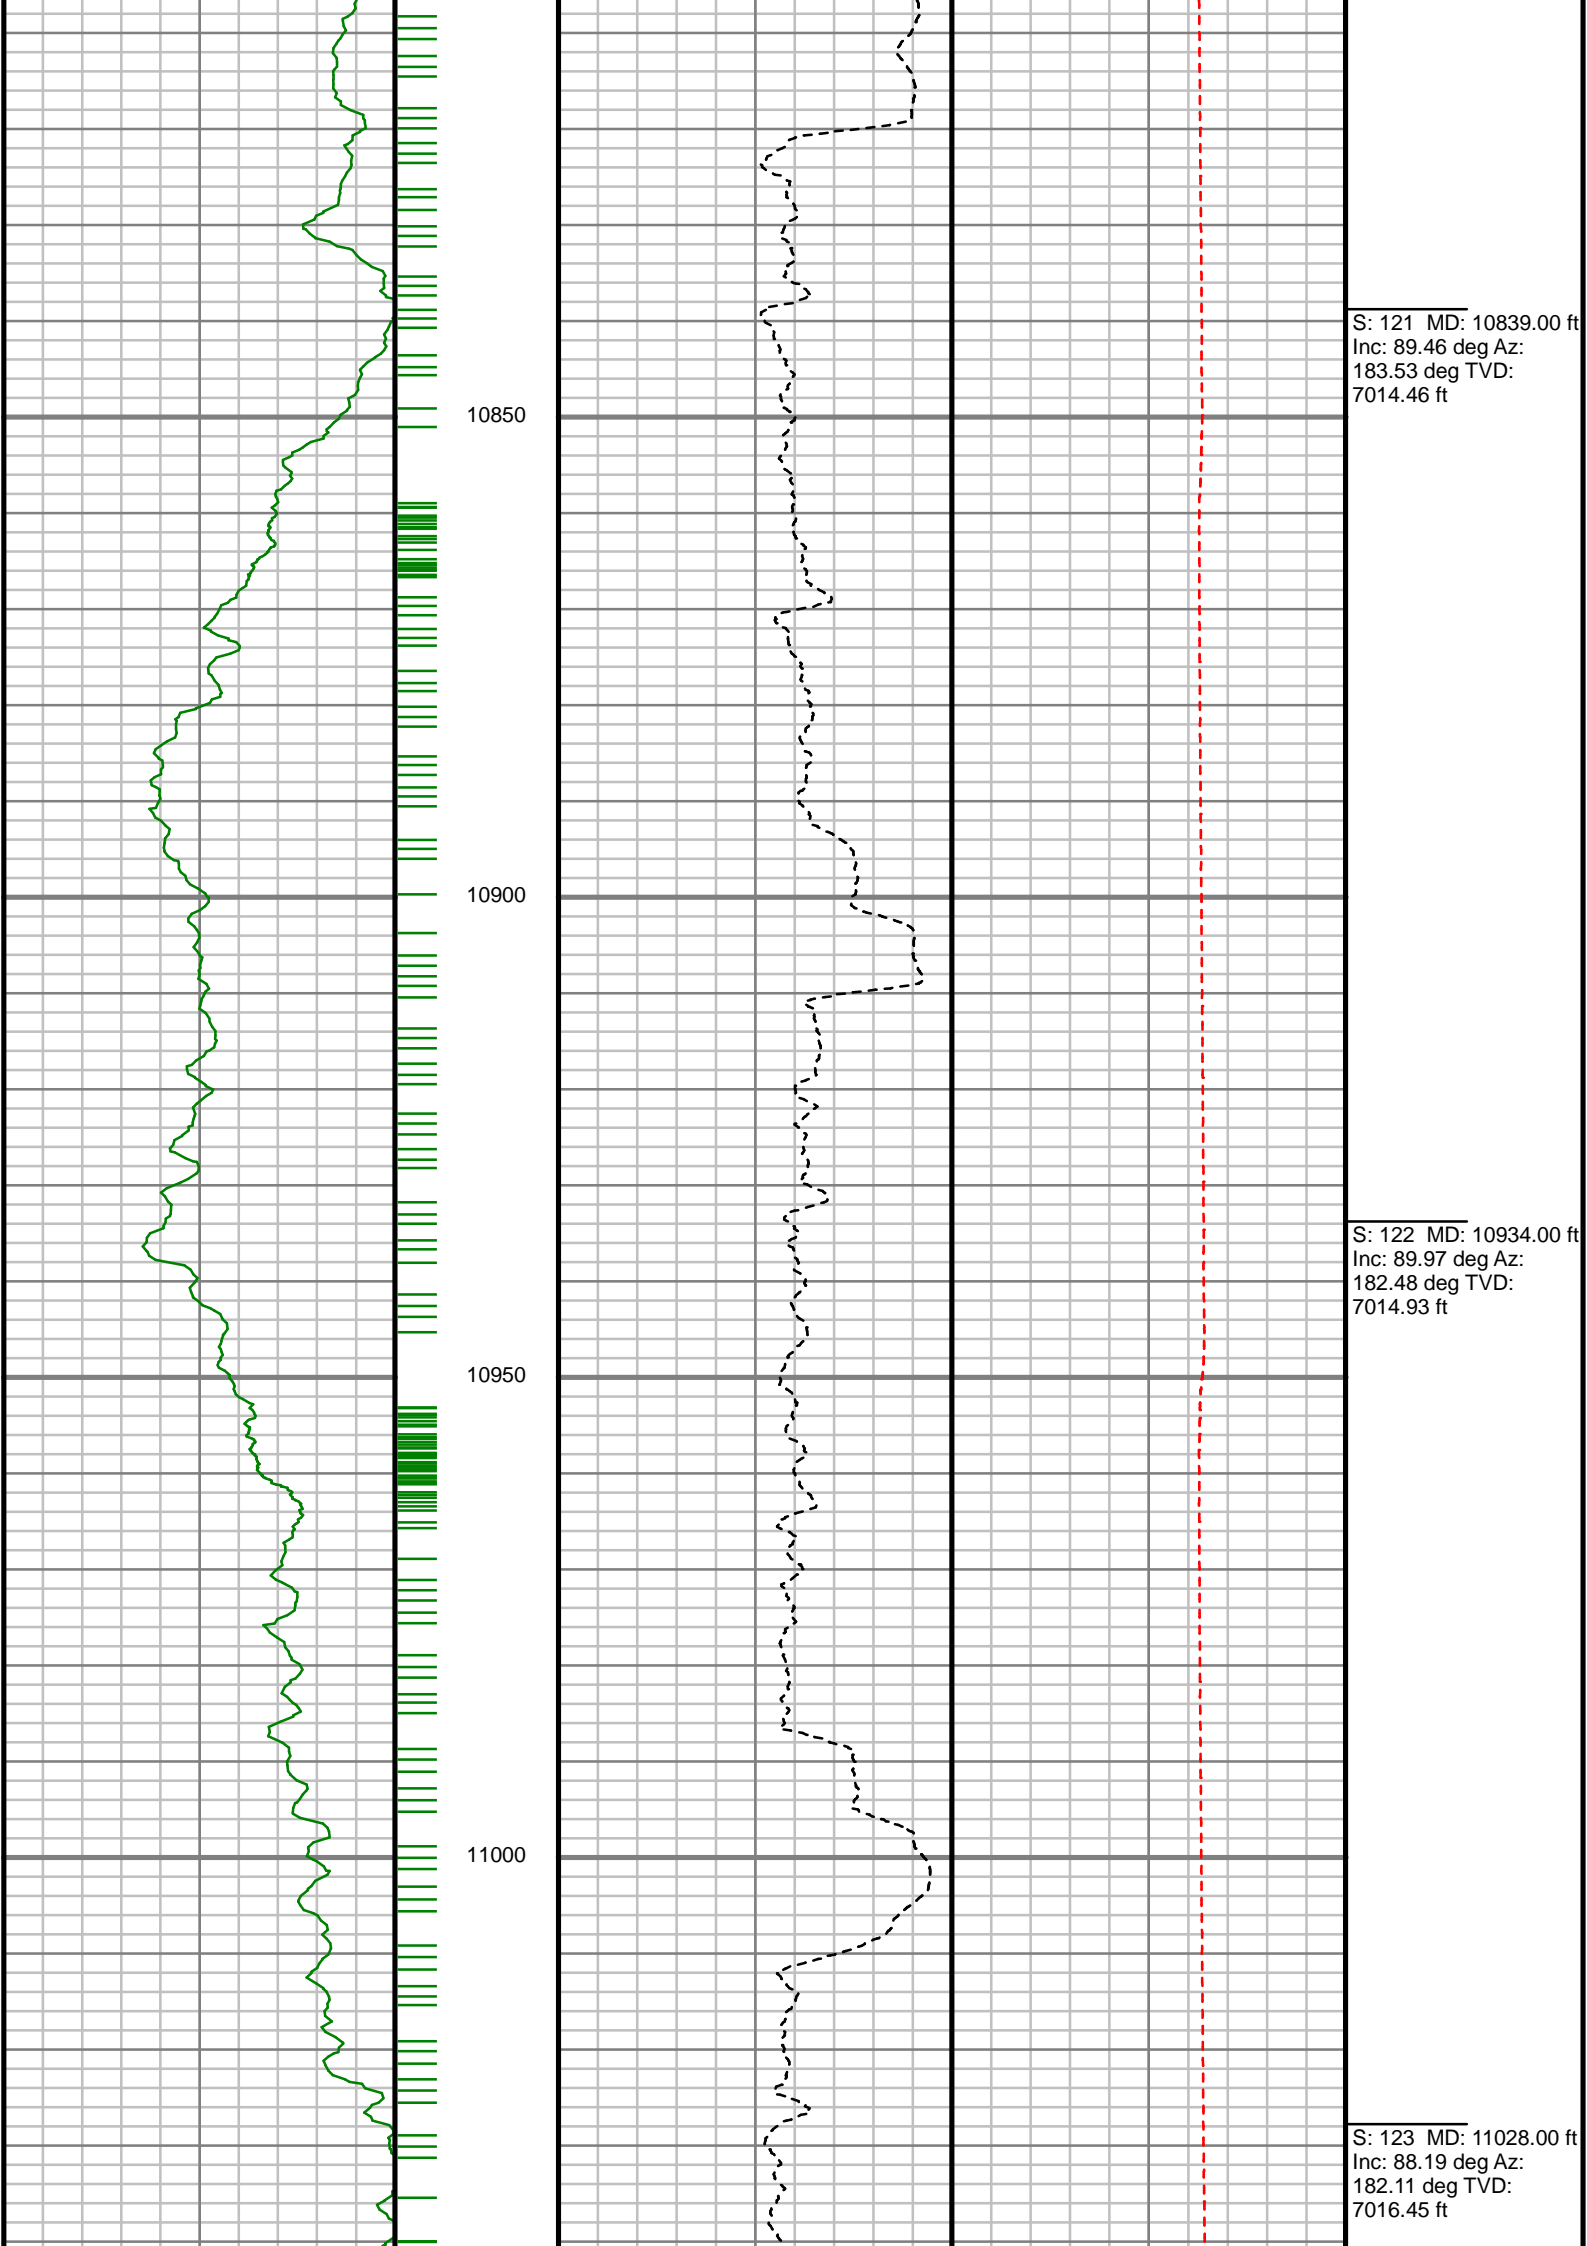 S: 121 MD: 10839.00 ft
Inc: 89.46 deg Az:
183.53 deg TVD:
7014.46 ft
10850
10900
S: 122 MD: 10934.00 ft
Inc: 89.97 deg Az:
182.48 deg TVD:
7014.93 ft
10950
11000
S: 123 MD: 11028.00 ft
Inc: 88.19 deg Az:
182.11 deg TVD:
7016.45 ft